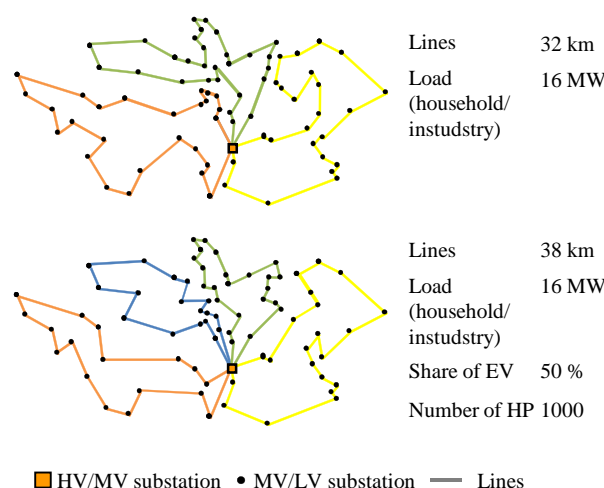 Lines 32 km
Load 16 MW
(household/
instudstry)
Lines 38 km
Load 16 MW
(household/
instudstry)
Share of EV 50 %
Number of HP 1000
HV/MV substation MV/LV substation Lines